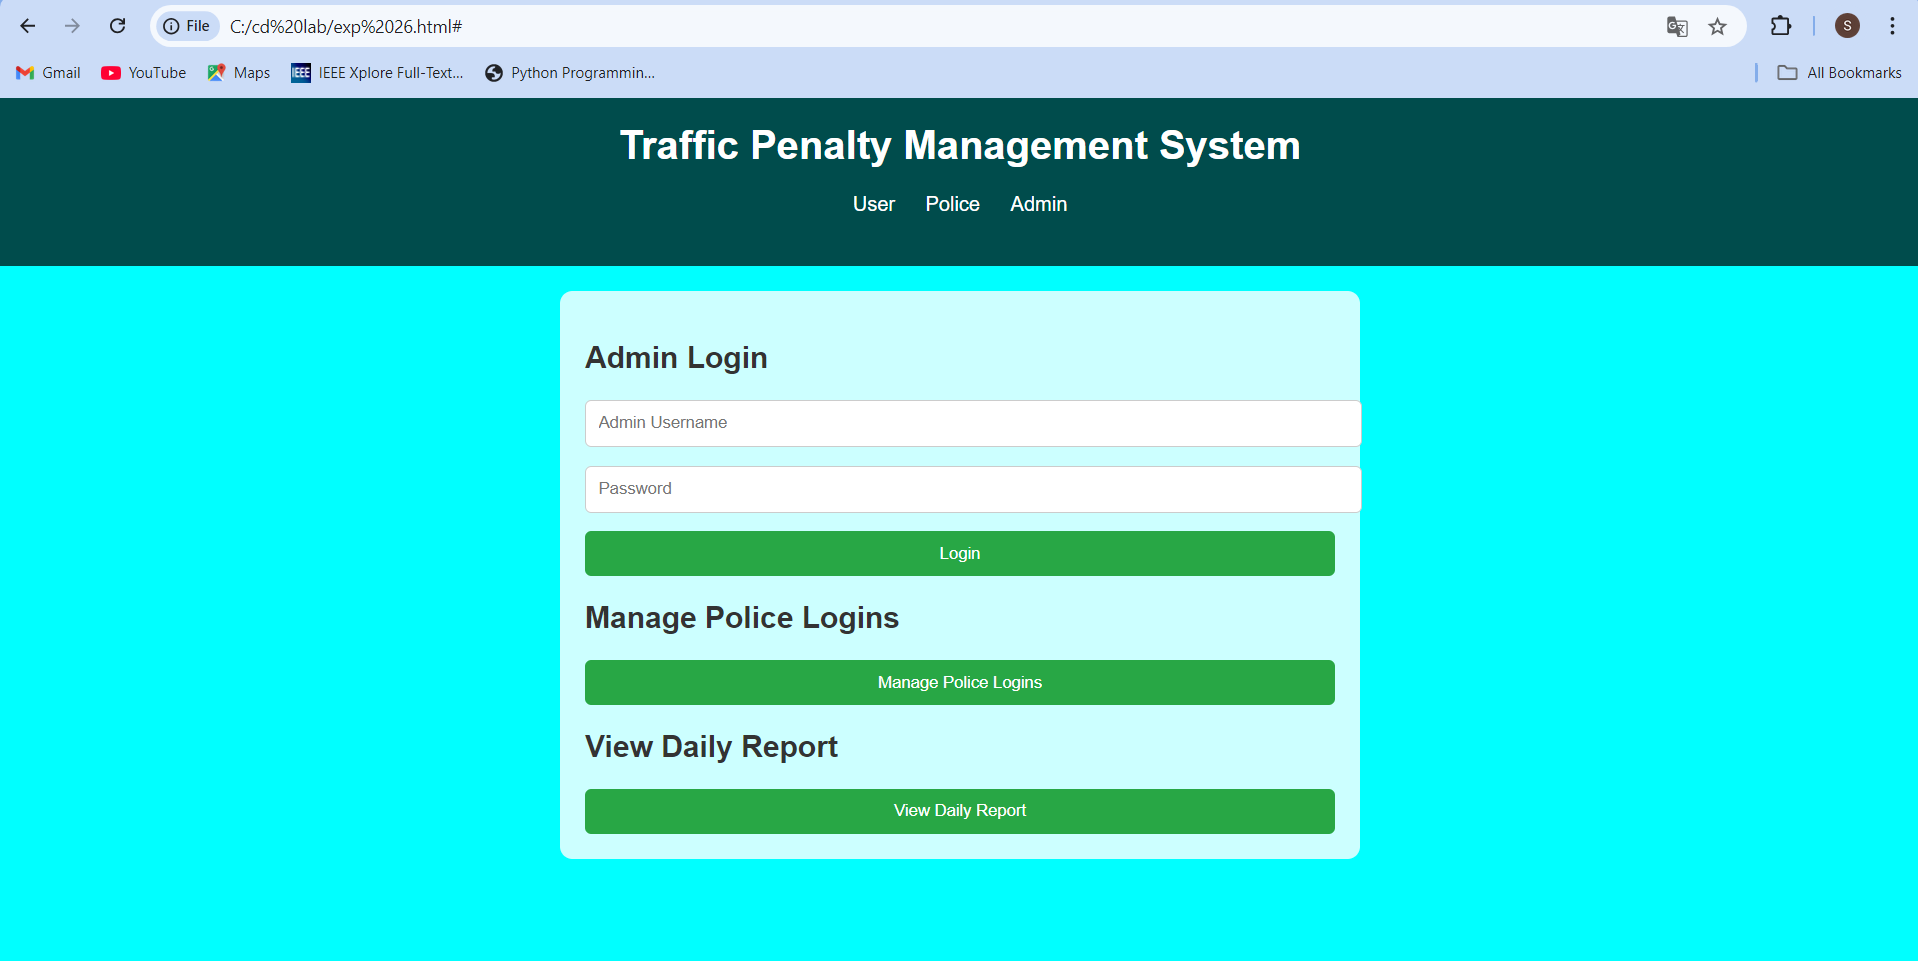 File C:/cd%20lab/exp%2026.html# S
Gmail YouTube Maps IEEE IEEE Xplore Full-Text... Python Programmin... All Bookmarks
Traffic Penalty Management System
User Police Admin
Admin Login
Admin Username
Password
Login
Manage Police Logins
Manage Police Logins
View Daily Report
View Daily Report